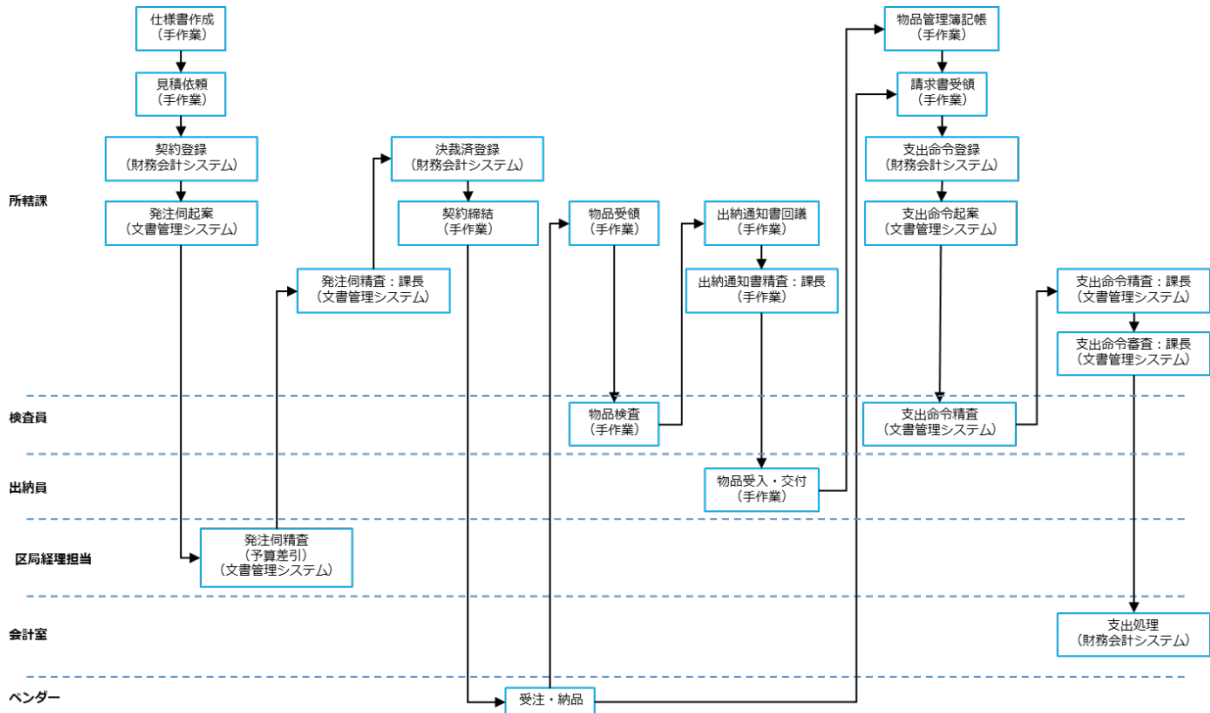 仕様書作成
（手作業）
見積依頼
（手作業）
契約登録
（財務会計システム）
発注伺起案
（文書管理システム）
発注伺精査：課長
（文書管理システム）
決裁済登録
（財務会計システム）
契約締結
（手作業）
物品受領
（手作業）
出納通知書回議
（手作業）
出納通知書精査：課長
（手作業）
物品管理簿記帳
（手作業）
請求書受領
（手作業）
支出命令登録
（財務会計システム）
支出命令起案
（文書管理システム）
支出命令精査：課長
（文書管理システム）
支出命令審査：課長
（文書管理システム）
所轄課
検査員
物品検査
（手作業）
支出命令精査
（文書管理システム）
出納員
物品受入・交付
（手作業）
区局経理担当
発注伺精査
（予算差引）
（文書管理システム）
会計室
支出処理
（財務会計システム）
ベンダー
受注・納品